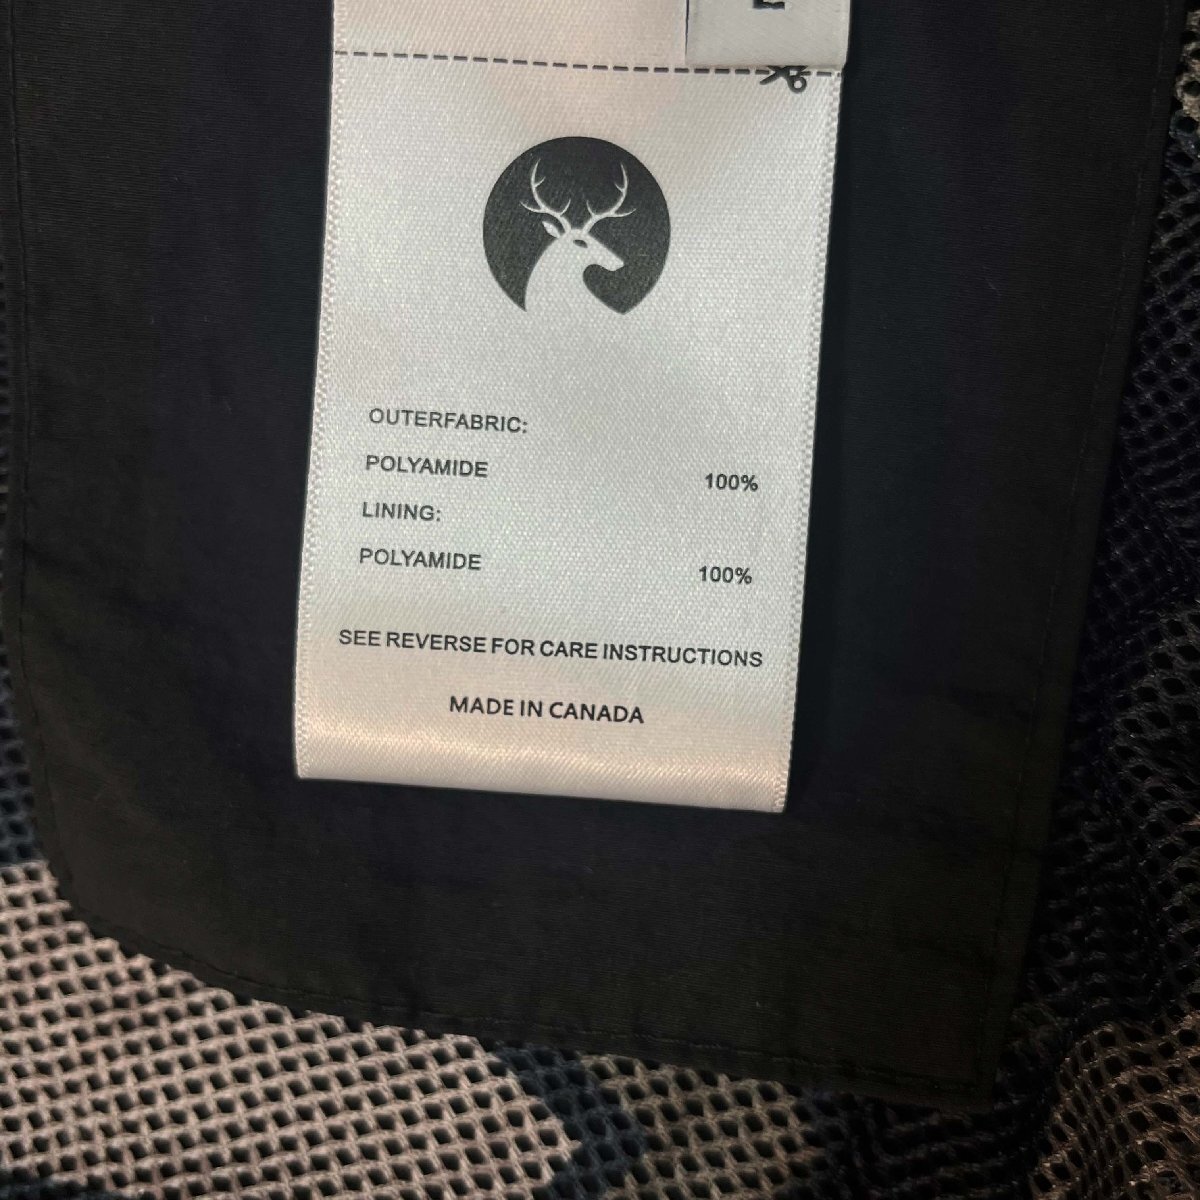 OUTERFABRIC:
POLYAMIDE 100%
LINING:
POLYAMIDE 100%
SEE REVERSE FOR CARE INSTRUCTIONS
MADE IN CANADA